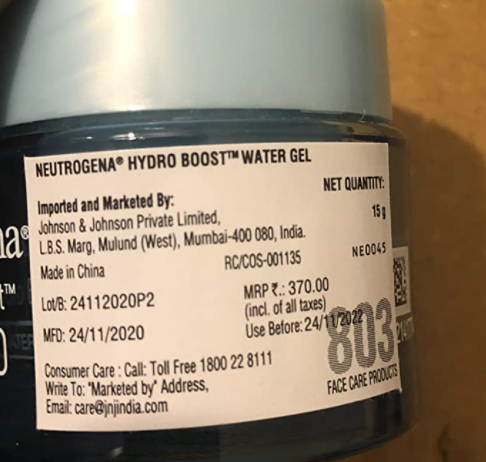 NEUTROGENA® HYDRO BOOST™ WATER GEL
Imported and Marketed By:
Johnson & Johnson Private Limited,
L.B.S. Marg, Mulund (West), Mumbai-400 080, India.
NET QUANTITY:
15 g
Made in China
RC/COS-001135
NE0045
Lot/B: 24112020P2
MRP ₹.: 370.00
(incl. of all taxes)
MFD: 24/11/2020
Use Before: 24/11/2022
803
FACE CARE PRODUCTS
Consumer Care : Call: Toll Free 1800 22 8111
Write To: "Marketed by" Address,
Email: care@jnjindia.com
a®
t™